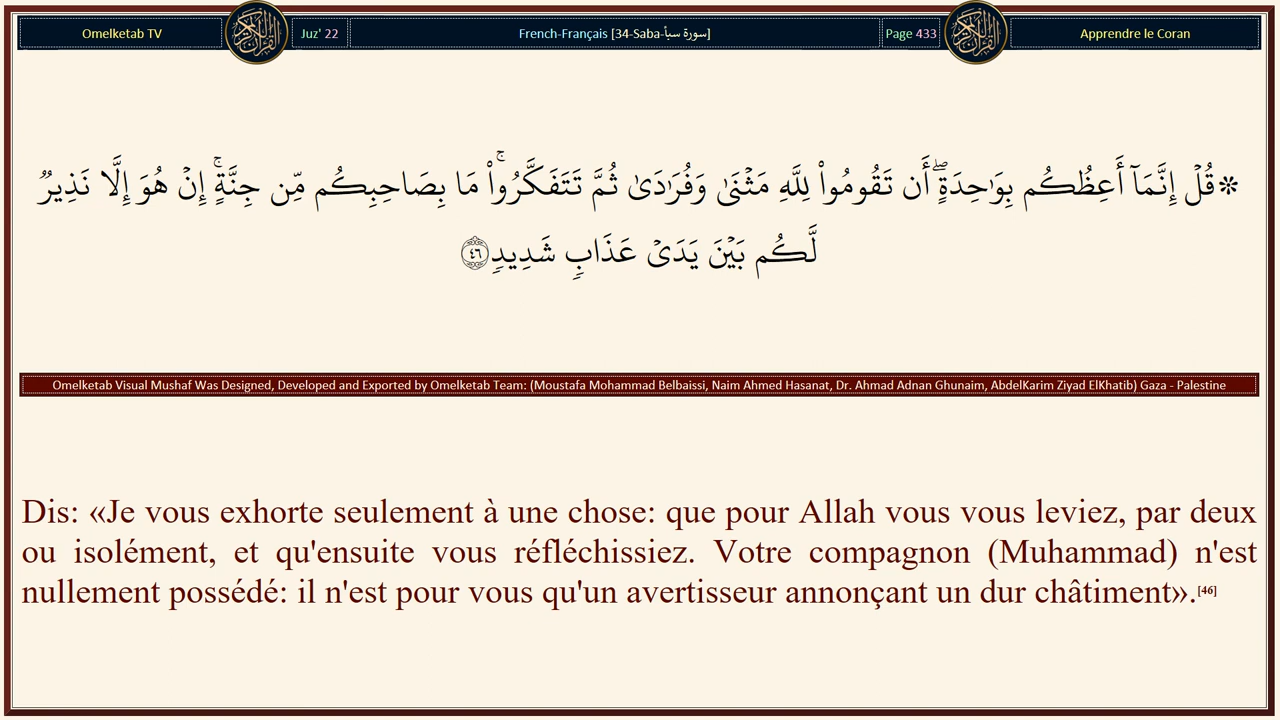 Omelketab TV
Juz' 22
French-Français [34-Saba-سورة سبأ]
Page 433
Apprendre le Coran
۞قُلۡ إِنَّمَآ أَعِظُكُم بِوَٰحِدَةٍۖ أَن تَقُومُواْ لِلَّهِ مَثۡنَىٰ وَفُرَٰدَىٰ ثُمَّ تَتَفَكَّرُواْۚ مَا بِصَاحِبِكُم مِّن جِنَّةٍۚ إِنۡ هُوَ إِلَّا نَذِيرٞ
لَّكُم بَيۡنَ يَدَيۡ عَذَابٖ شَدِيدٖ ٤٦
Omelketab Visual Mushaf Was Designed, Developed and Exported by Omelketab Team: (Moustafa Mohammad Belbaissi, Naim Ahmed Hasanat, Dr. Ahmad Adnan Ghunaim, AbdelKarim Ziyad ElKhatib) Gaza - Palestine
Dis: «Je vous exhorte seulement à une chose: que pour Allah vous vous leviez, par deux
ou isolément, et qu'ensuite vous réfléchissiez. Votre compagnon (Muhammad) n'est
nullement possédé: il n'est pour vous qu'un avertisseur annonçant un dur châtiment».[46]